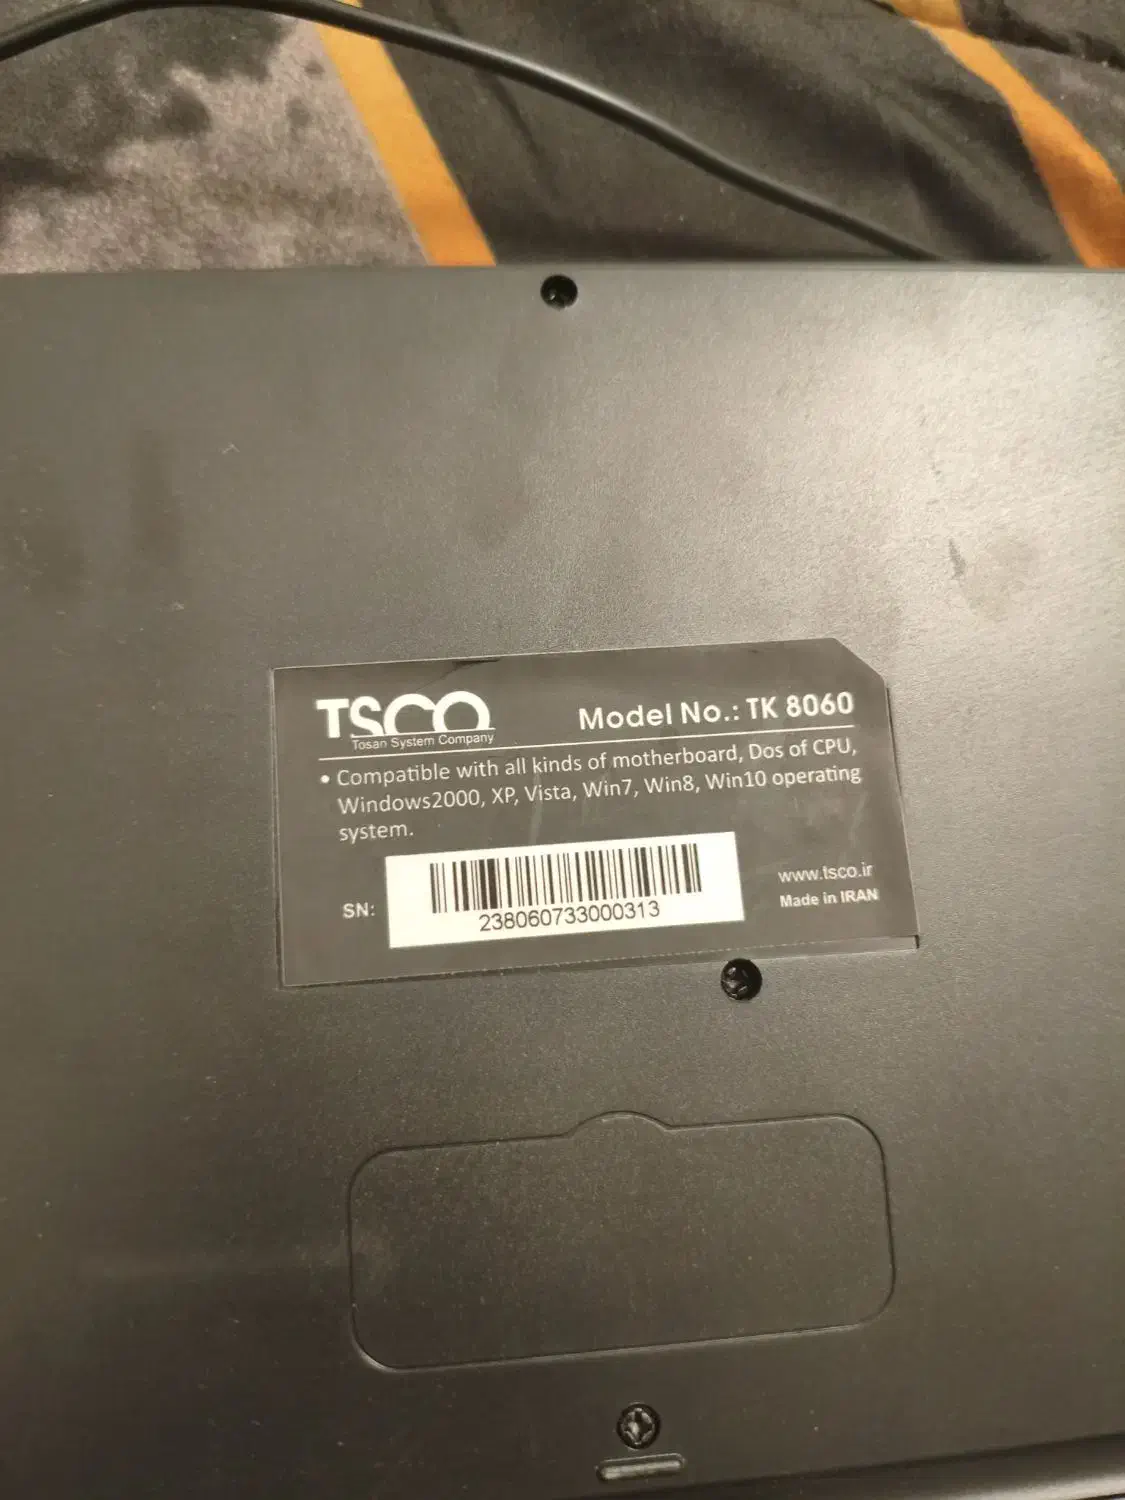 TSCO
Tosan System Company
Model No.: TK 8060
• Compatible with all kinds of motherboard, Dos of CPU,
Windows2000, XP, Vista, Win7, Win8, Win10 operating
system.
SN:
238060733000313
www.tsco.ir
Made in IRAN